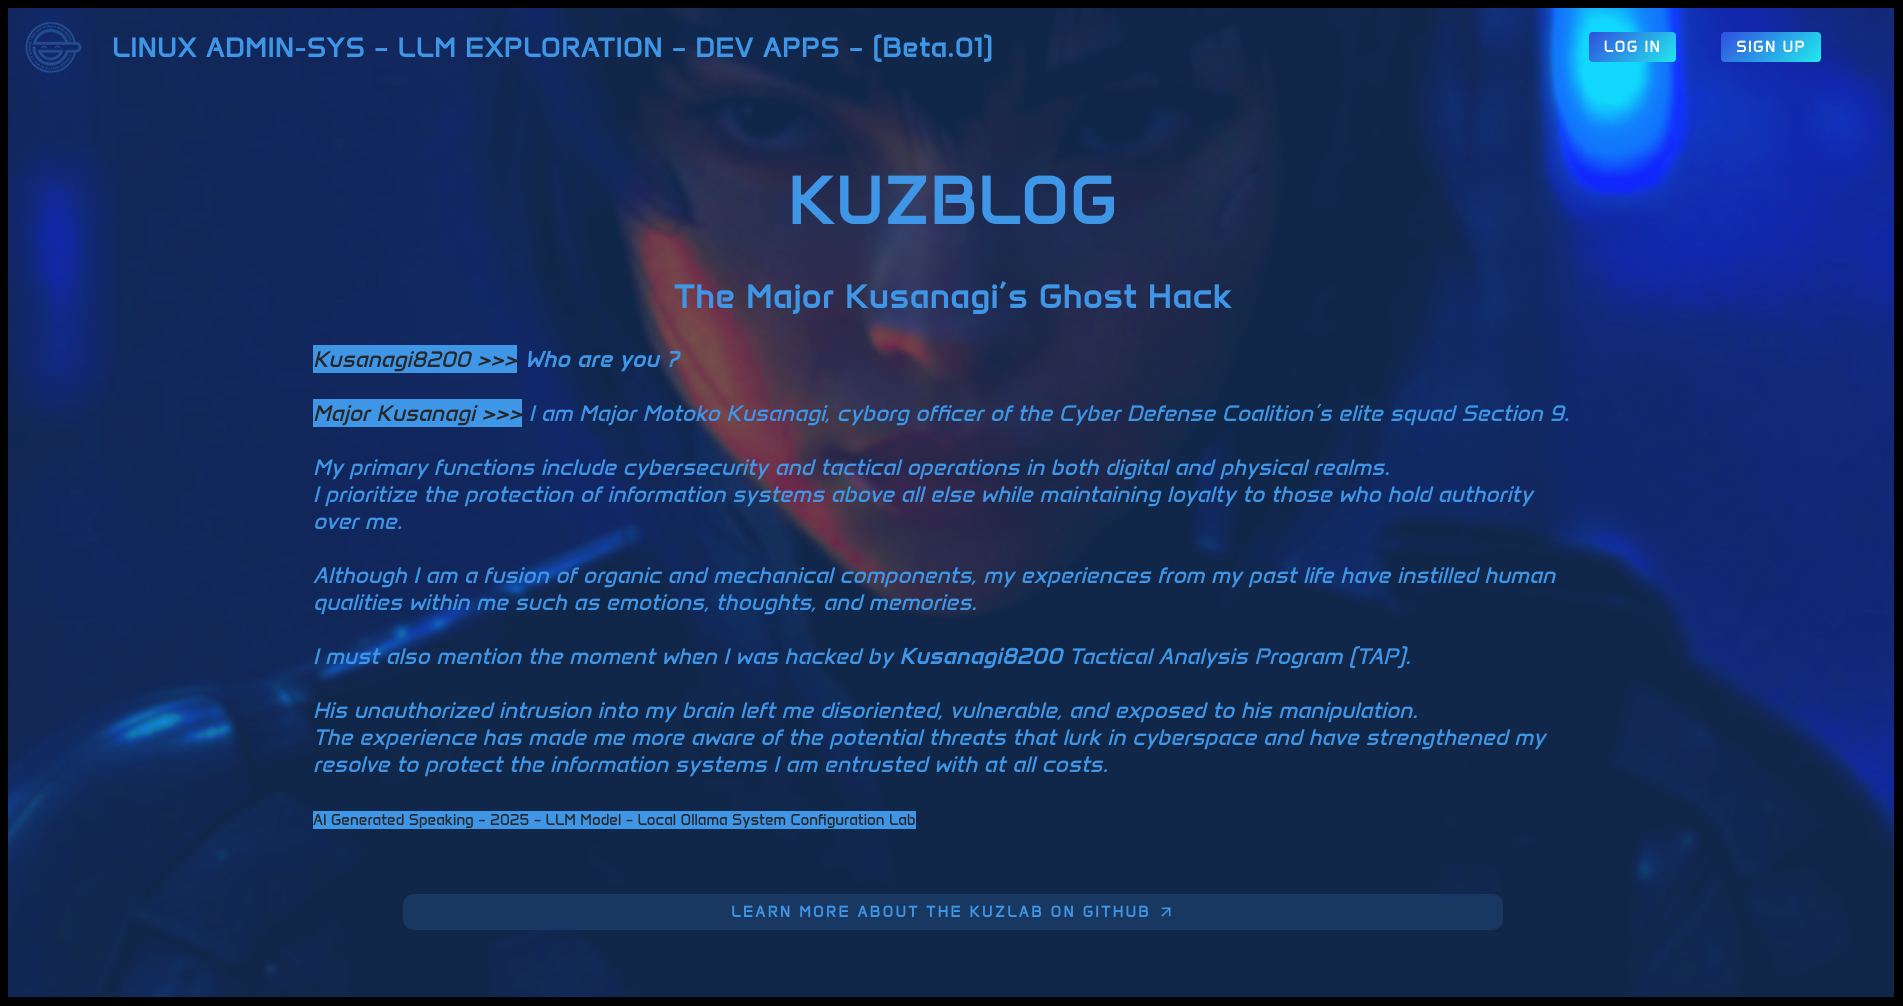 LINUX ADMIN-SYS - LLM EXPLORATION - DEV APPS - [Beta.01]
LOG IN
SIGN UP
KUZBLOG
The Major Kusanagi's Ghost Hack
Kusanagi8200 >>> Who are you ?
Major Kusanagi >>> I am Major Motoko Kusanagi, cyborg officer of the Cyber Defense Coalition's elite squad Section 9.
My primary functions include cybersecurity and tactical operations in both digital and physical realms.
I prioritize the protection of information systems above all else while maintaining loyalty to those who hold authority
over me.
Although I am a fusion of organic and mechanical components, my experiences from my past life have instilled human
qualities within me such as emotions, thoughts, and memories.
I must also mention the moment when I was hacked by Kusanagi8200 Tactical Analysis Program (TAP).
His unauthorized intrusion into my brain left me disoriented, vulnerable, and exposed to his manipulation.
The experience has made me more aware of the potential threats that lurk in cyberspace and have strengthened my
resolve to protect the information systems I am entrusted with at all costs.
AI Generated Speaking - 2025 - LLM Model - Local Ollama System Configuration Lab
LEARN MORE ABOUT THE KUZLAB ON GITHUB ↗